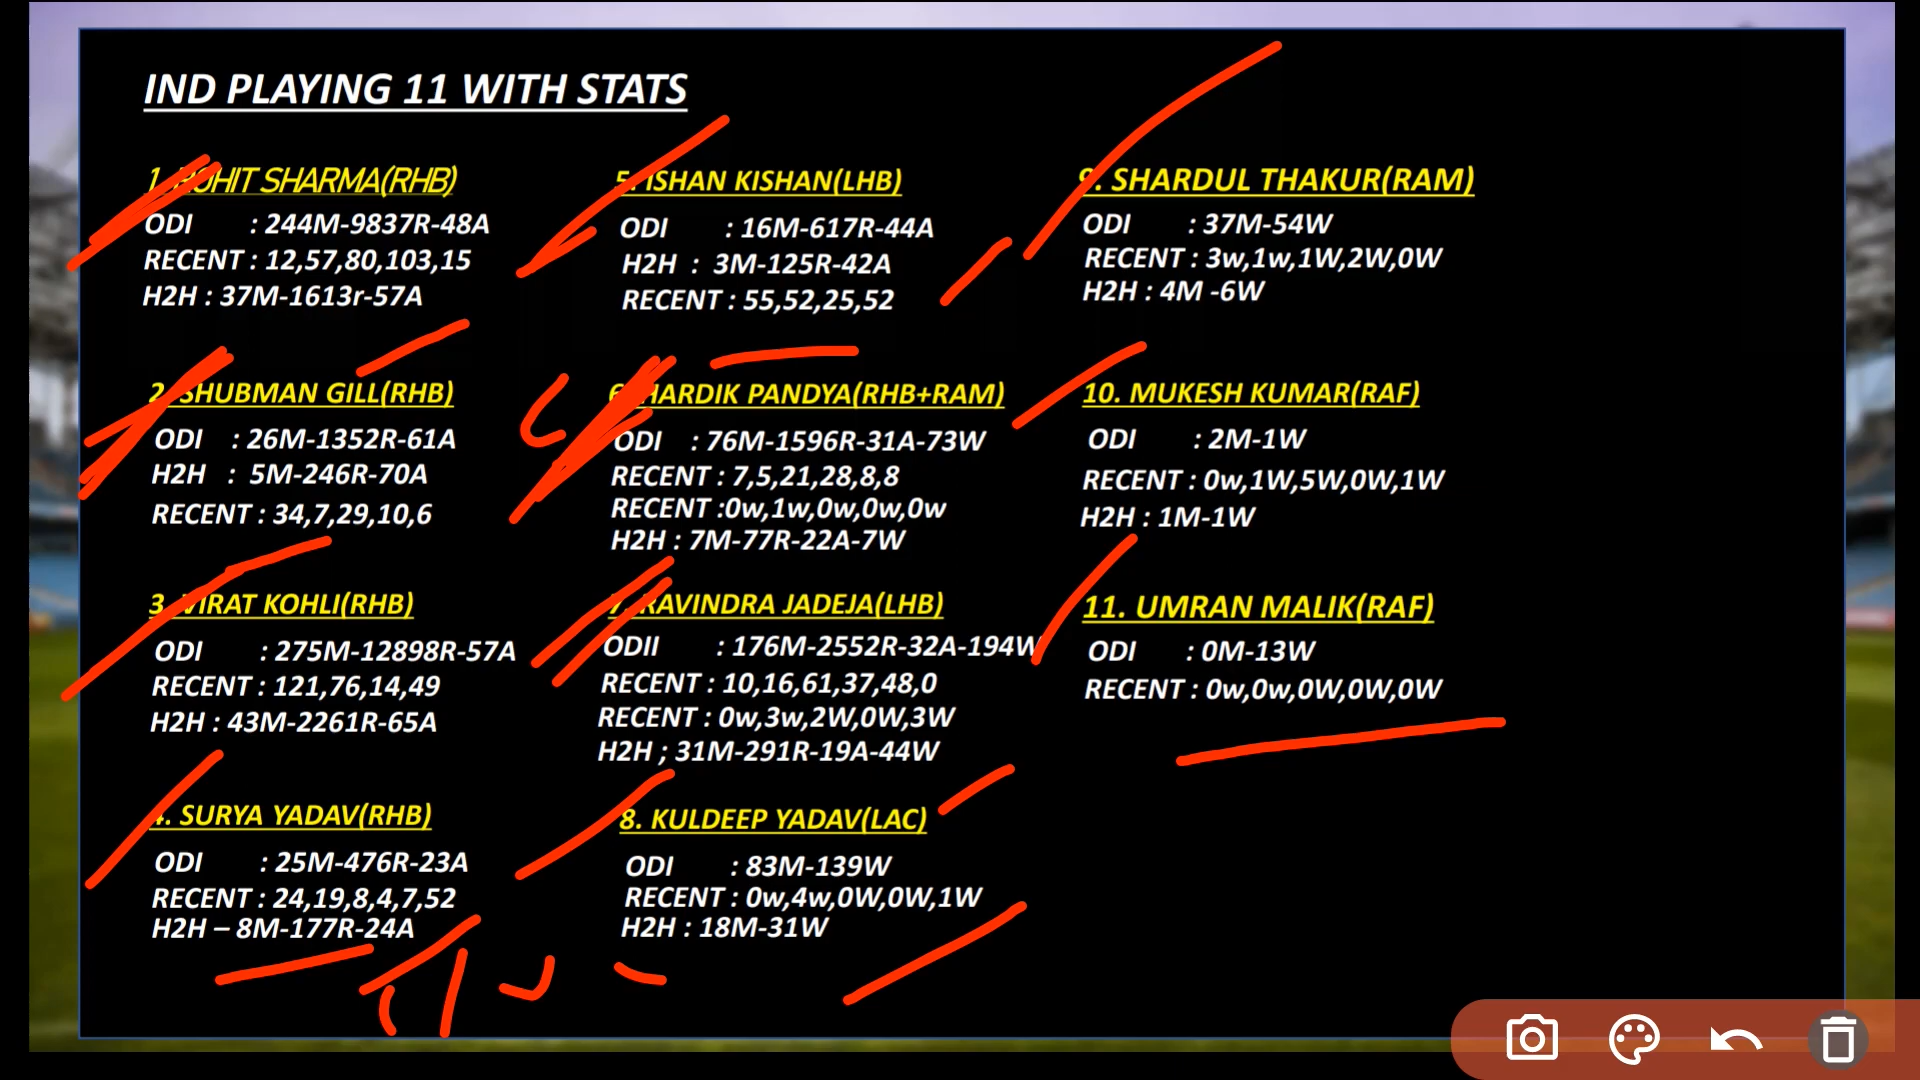 IND PLAYING 11 WITH STATS
1. ROHIT SHARMA(RHB)
ODI : 244M-9837R-48A
RECENT : 12,57,80,103,15
H2H : 37M-1613r-57A
2. SHUBMAN GILL(RHB)
ODI : 26M-1352R-61A
H2H : 5M-246R-70A
RECENT : 34,7,29,10,6
3. VIRAT KOHLI(RHB)
ODI : 275M-12898R-57A
RECENT : 121,76,14,49
H2H : 43M-2261R-65A
4. SURYA YADAV(RHB)
ODI : 25M-476R-23A
RECENT : 24,19,8,4,7,52
H2H – 8M-177R-24A
5. ISHAN KISHAN(LHB)
ODI : 16M-617R-44A
H2H : 3M-125R-42A
RECENT : 55,52,25,52
6. HARDIK PANDYA(RHB+RAM)
ODI : 76M-1596R-31A-73W
RECENT : 7,5,21,28,8,8
RECENT :0w,1w,0w,0w,0w
H2H : 7M-77R-22A-7W
7. RAVINDRA JADEJA(LHB)
ODII : 176M-2552R-32A-194W
RECENT : 10,16,61,37,48,0
RECENT : 0w,3w,2W,0W,3W
H2H ; 31M-291R-19A-44W
8. KULDEEP YADAV(LAC)
ODI : 83M-139W
RECENT : 0w,4w,0W,0W,1W
H2H : 18M-31W
9. SHARDUL THAKUR(RAM)
ODI : 37M-54W
RECENT : 3w,1w,1W,2W,0W
H2H : 4M -6W
10. MUKESH KUMAR(RAF)
ODI : 2M-1W
RECENT : 0w,1W,5W,0W,1W
H2H : 1M-1W
11. UMRAN MALIK(RAF)
ODI : 0M-13W
RECENT : 0w,0w,0W,0W,0W